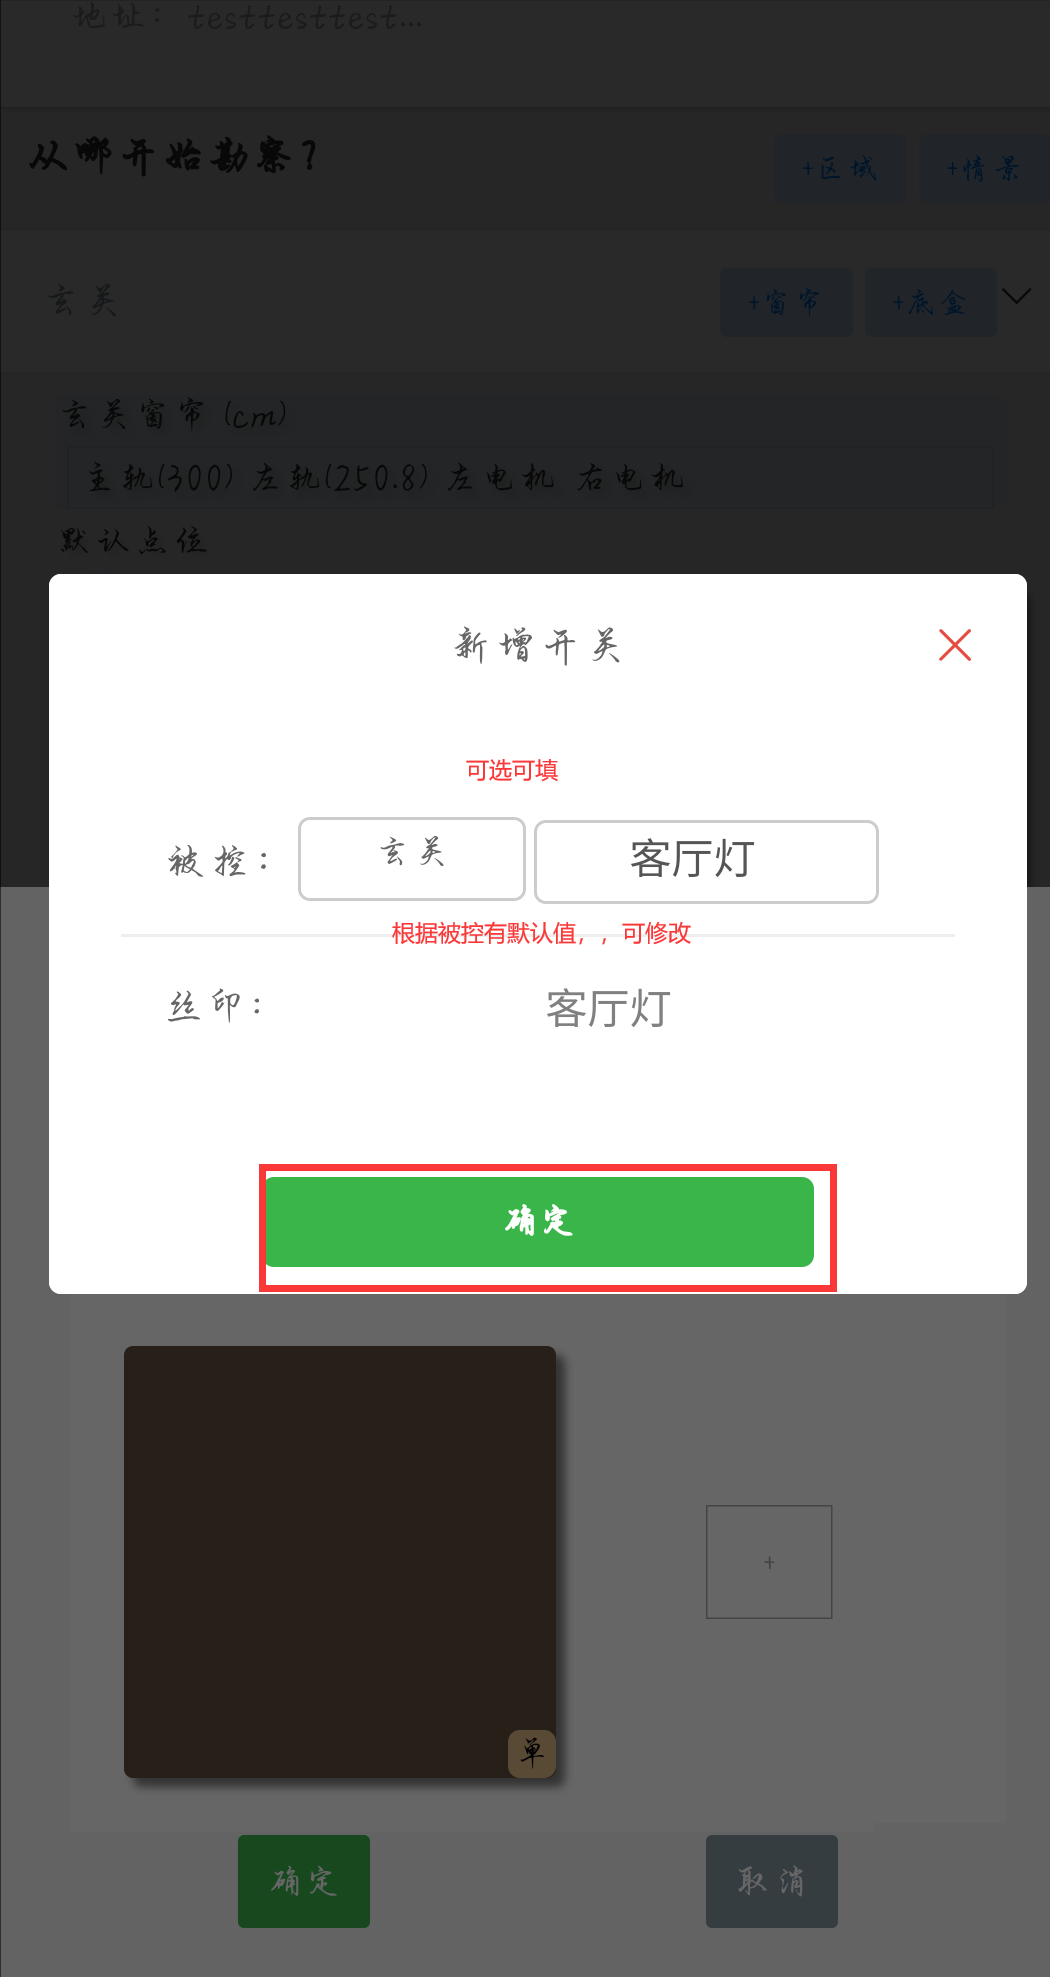 地址： testtesttest...
从哪开始勘察？
+区域
+情景
玄关
+窗帘
+底盒
玄关窗帘 (cm)
主轨(300) 左轨(250.8) 左电机 右电机
默认点位
新增开关
可选可填
被控：
玄关
客厅灯
根据被控有默认值，，可修改
丝印：
客厅灯
确定
+
单
确定
取消